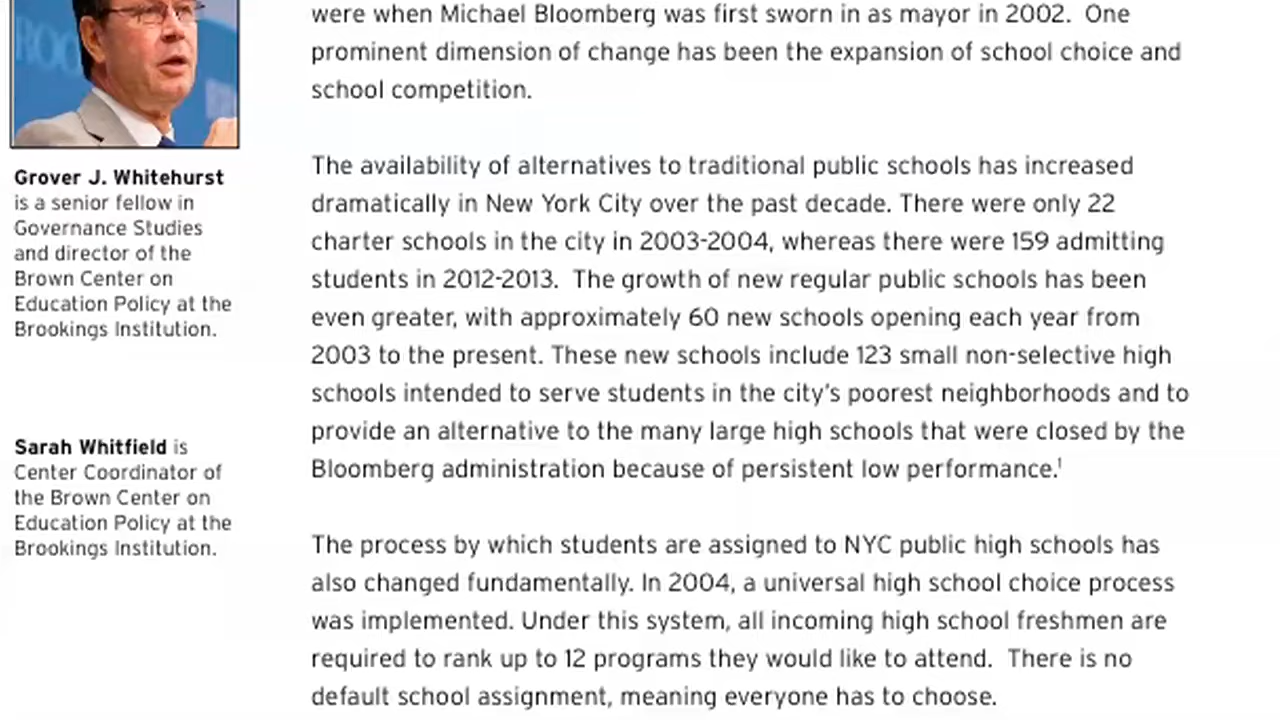 were when Michael Bloomberg was first sworn in as mayor in 2002. One
prominent dimension of change has been the expansion of school choice and
school competition.
The availability of alternatives to traditional public schools has increased
dramatically in New York City over the past decade. There were only 22
charter schools in the city in 2003-2004, whereas there were 159 admitting
students in 2012-2013. The growth of new regular public schools has been
even greater, with approximately 60 new schools opening each year from
2003 to the present. These new schools include 123 small non-selective high
schools intended to serve students in the city's poorest neighborhoods and to
provide an alternative to the many large high schools that were closed by the
Bloomberg administration because of persistent low performance.¹
The process by which students are assigned to NYC public high schools has
also changed fundamentally. In 2004, a universal high school choice process
was implemented. Under this system, all incoming high school freshmen are
required to rank up to 12 programs they would like to attend. There is no
default school assignment, meaning everyone has to choose.
Grover J. Whitehurst
is a senior fellow in
Governance Studies
and director of the
Brown Center on
Education Policy at the
Brookings Institution.
Sarah Whitfield is
Center Coordinator of
the Brown Center on
Education Policy at the
Brookings Institution.